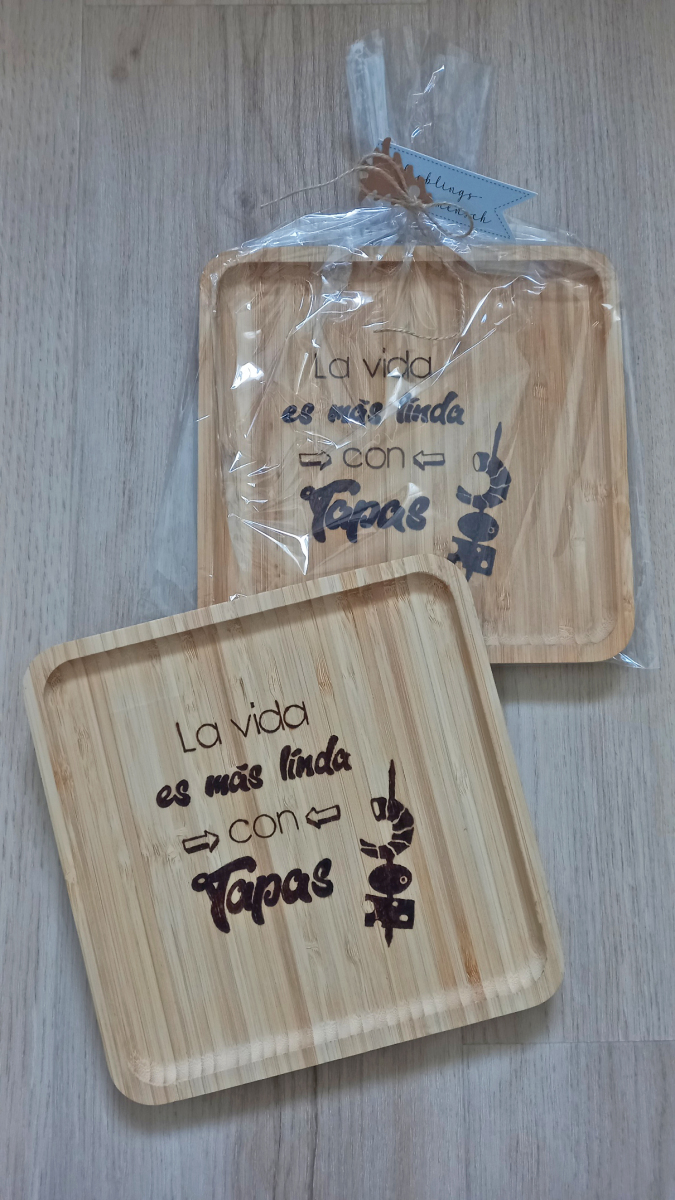 La vida
es más linda
con
Tapas
La vida
es más linda
con
Tapas